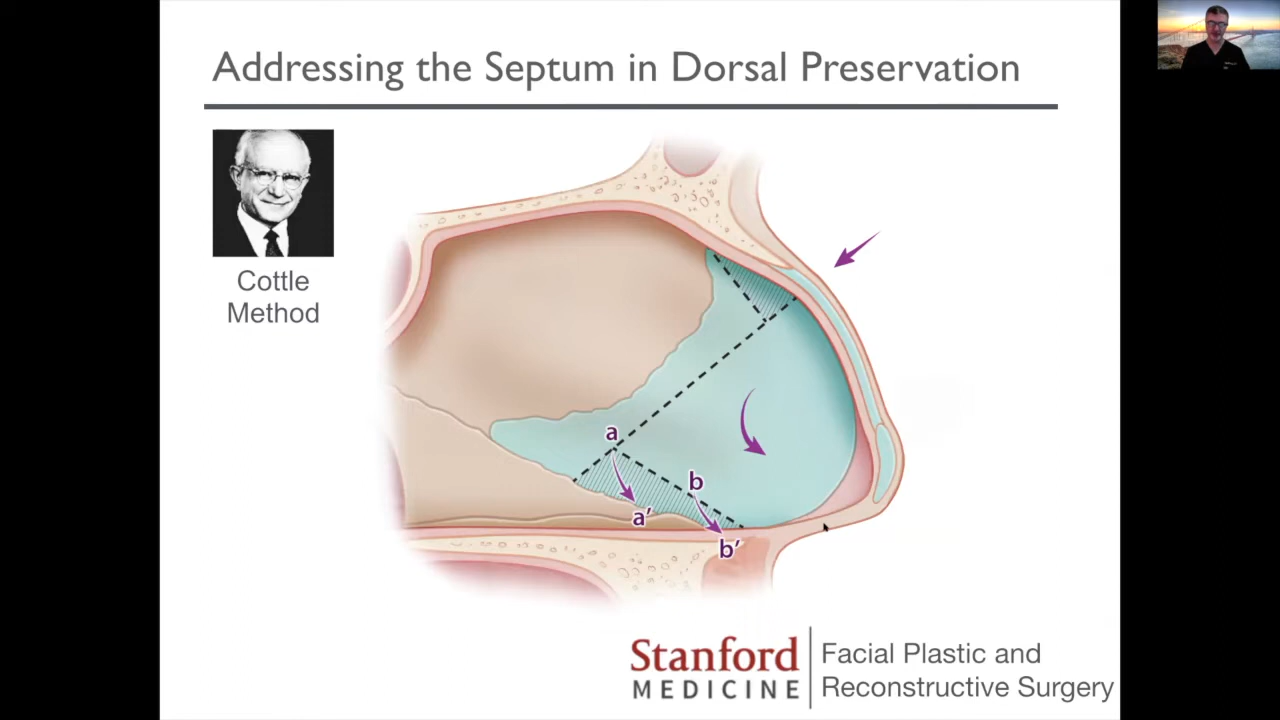 Addressing the Septum in Dorsal Preservation
Cottle
Method
a
b
a′
b′
Stanford
MEDICINE
Facial Plastic and
Reconstructive Surgery